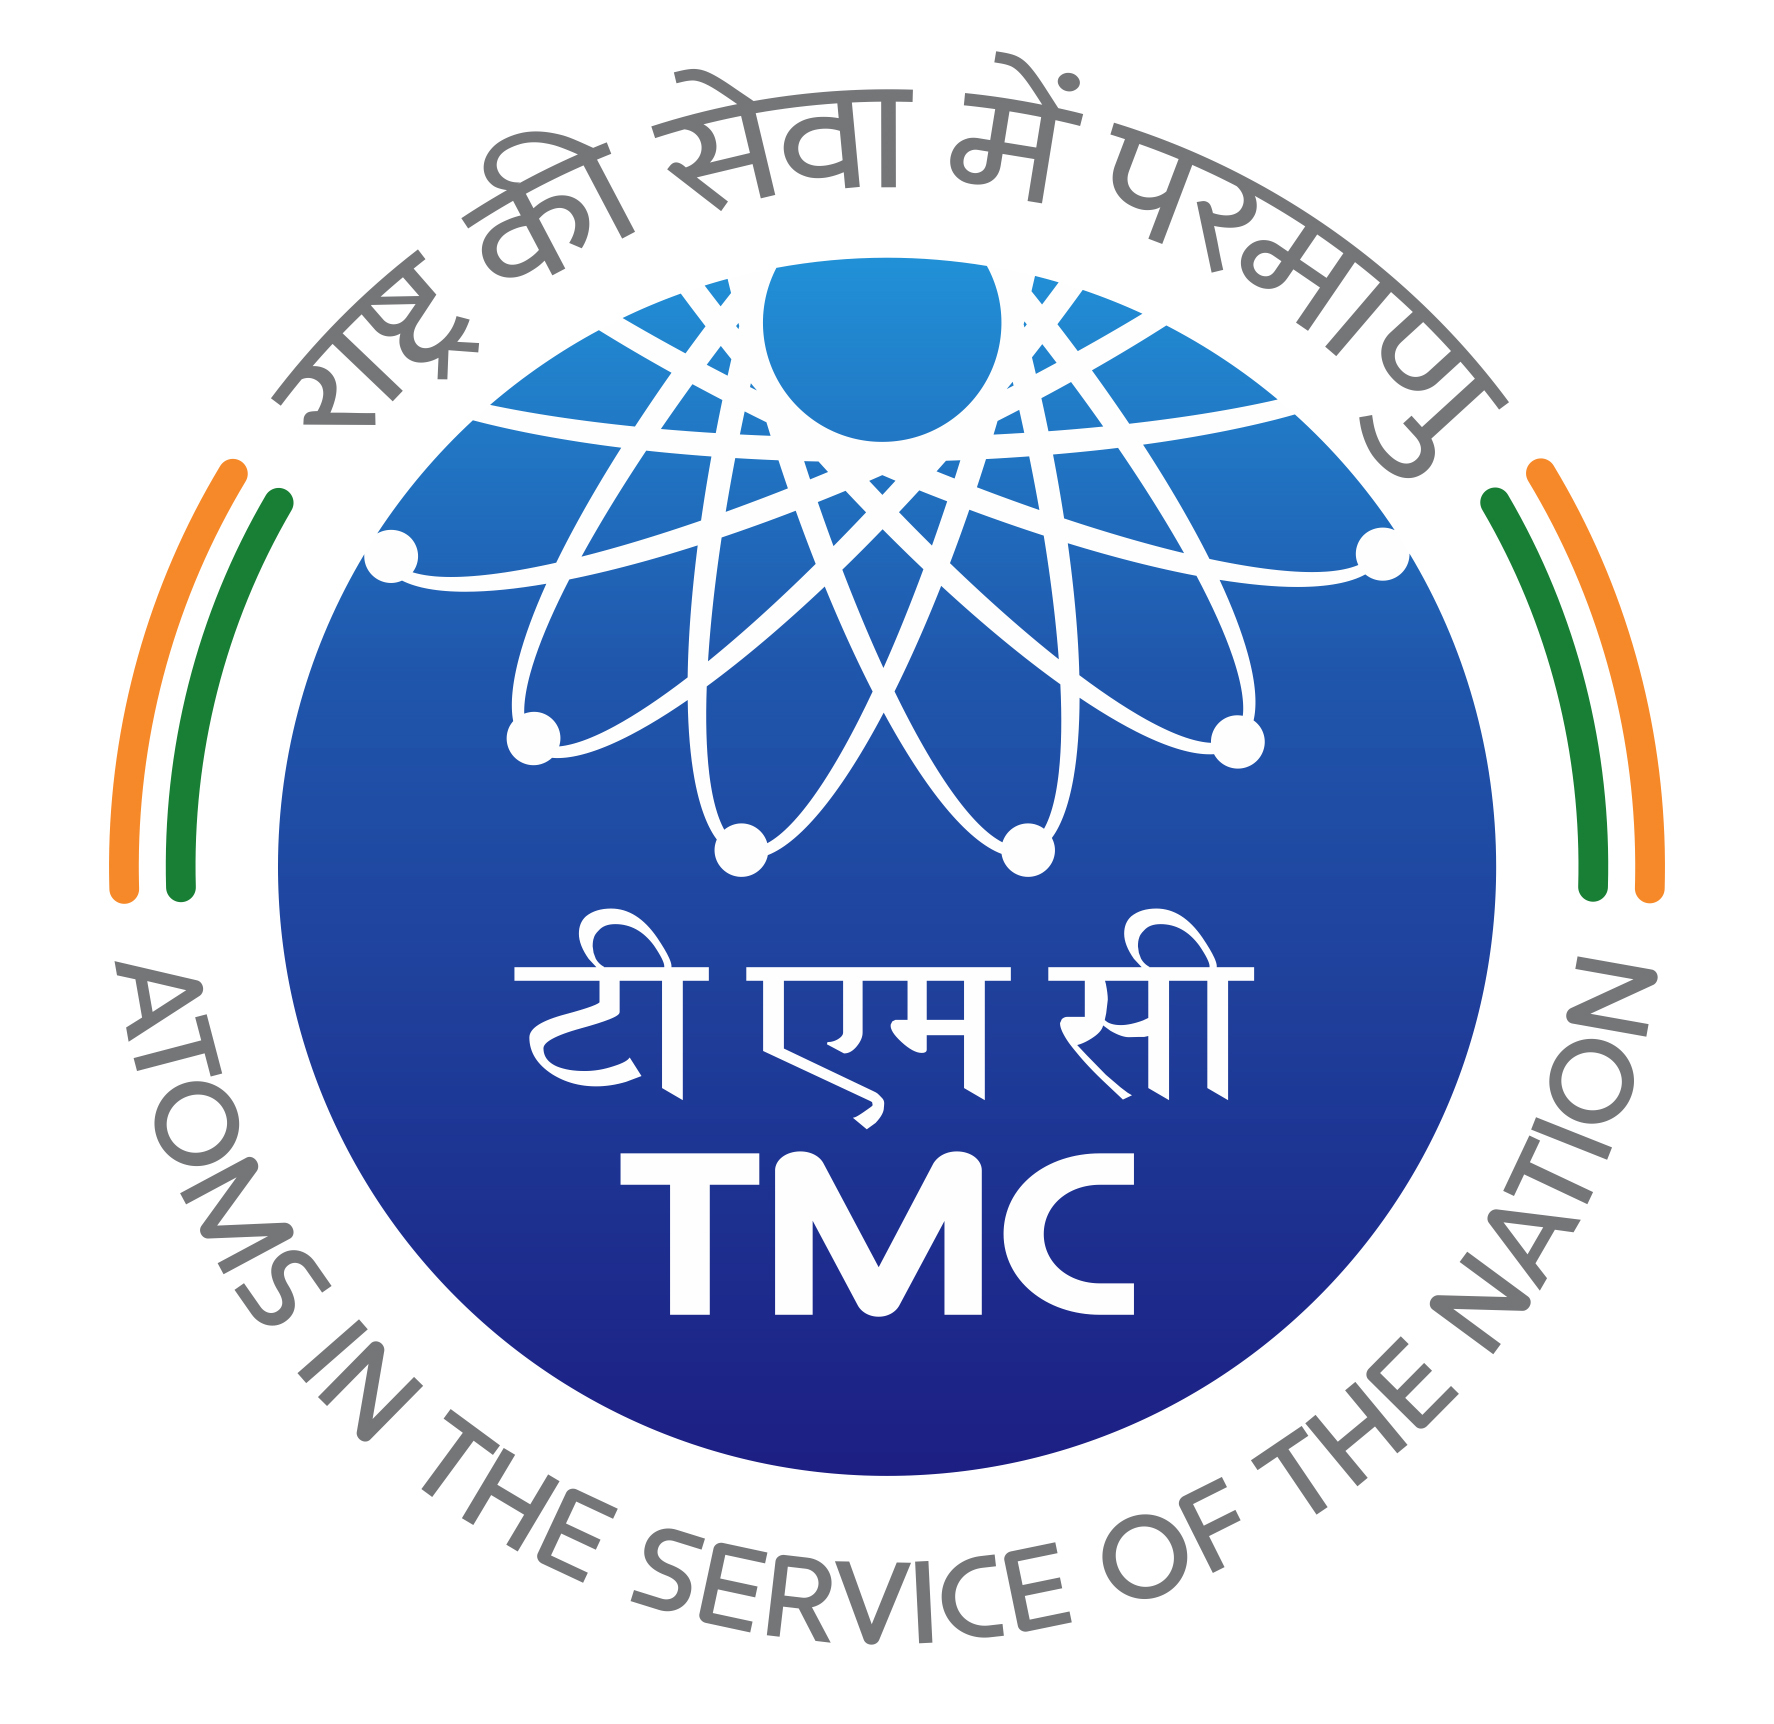 राष्ट्र की सेवा में परमाणु
टी एम सी
TMC
ATOMS IN THE SERVICE OF THE NATION